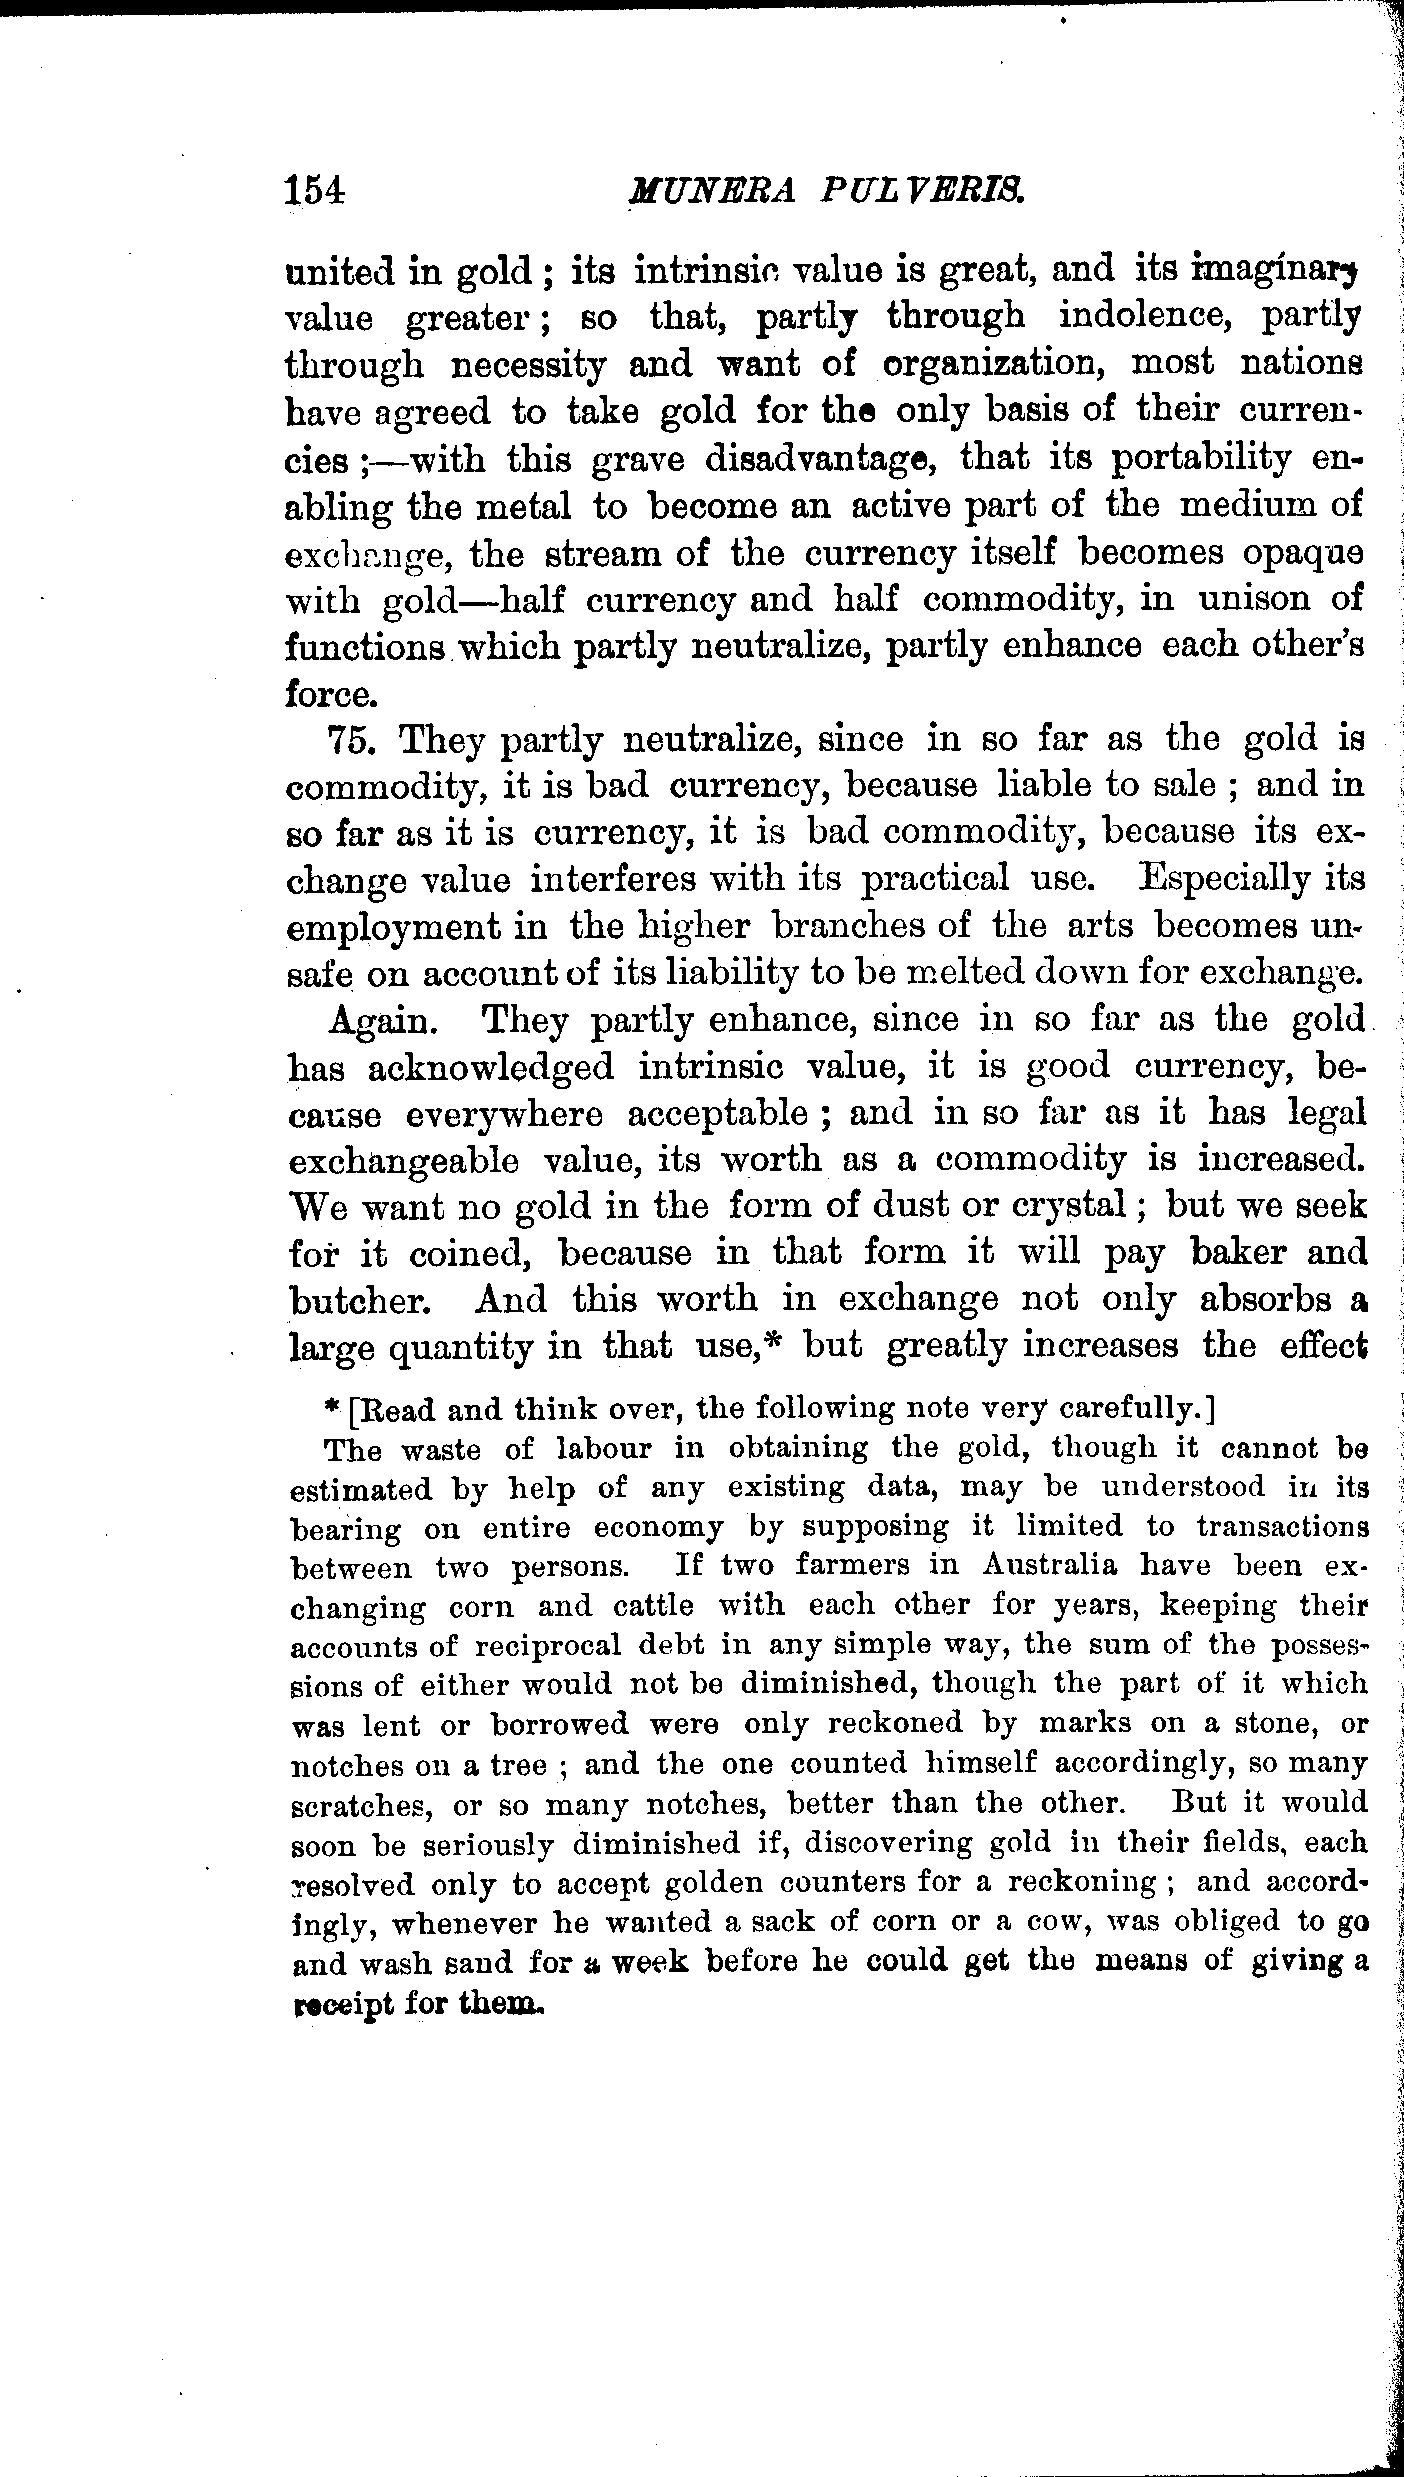 154 MUNERA PULVERIS.
united in gold ; its intrinsic value is great, and its imaginary
value greater ; so that, partly through indolence, partly
through necessity and want of organization, most nations
have agreed to take gold for the only basis of their curren-
cies ;—with this grave disadvantage, that its portability en-
abling the metal to become an active part of the medium of
exchange, the stream of the currency itself becomes opaque
with gold—half currency and half commodity, in unison of
functions which partly neutralize, partly enhance each other's
force.
75. They partly neutralize, since in so far as the gold is
commodity, it is bad currency, because liable to sale ; and in
so far as it is currency, it is bad commodity, because its ex-
change value interferes with its practical use. Especially its
employment in the higher branches of the arts becomes un-
safe on account of its liability to be melted down for exchange.
Again. They partly enhance, since in so far as the gold
has acknowledged intrinsic value, it is good currency, be-
cause everywhere acceptable ; and in so far as it has legal
exchangeable value, its worth as a commodity is increased.
We want no gold in the form of dust or crystal ; but we seek
for it coined, because in that form it will pay baker and
butcher. And this worth in exchange not only absorbs a
large quantity in that use,* but greatly increases the effect
* [Read and think over, the following note very carefully.]
The waste of labour in obtaining the gold, though it cannot be
estimated by help of any existing data, may be understood in its
bearing on entire economy by supposing it limited to transactions
between two persons. If two farmers in Australia have been ex-
changing corn and cattle with each other for years, keeping their
accounts of reciprocal debt in any simple way, the sum of the posses-
sions of either would not be diminished, though the part of it which
was lent or borrowed were only reckoned by marks on a stone, or
notches on a tree ; and the one counted himself accordingly, so many
scratches, or so many notches, better than the other. But it would
soon be seriously diminished if, discovering gold in their fields, each
resolved only to accept golden counters for a reckoning ; and accord-
ingly, whenever he wanted a sack of corn or a cow, was obliged to go
and wash sand for a week before he could get the means of giving a
receipt for them.